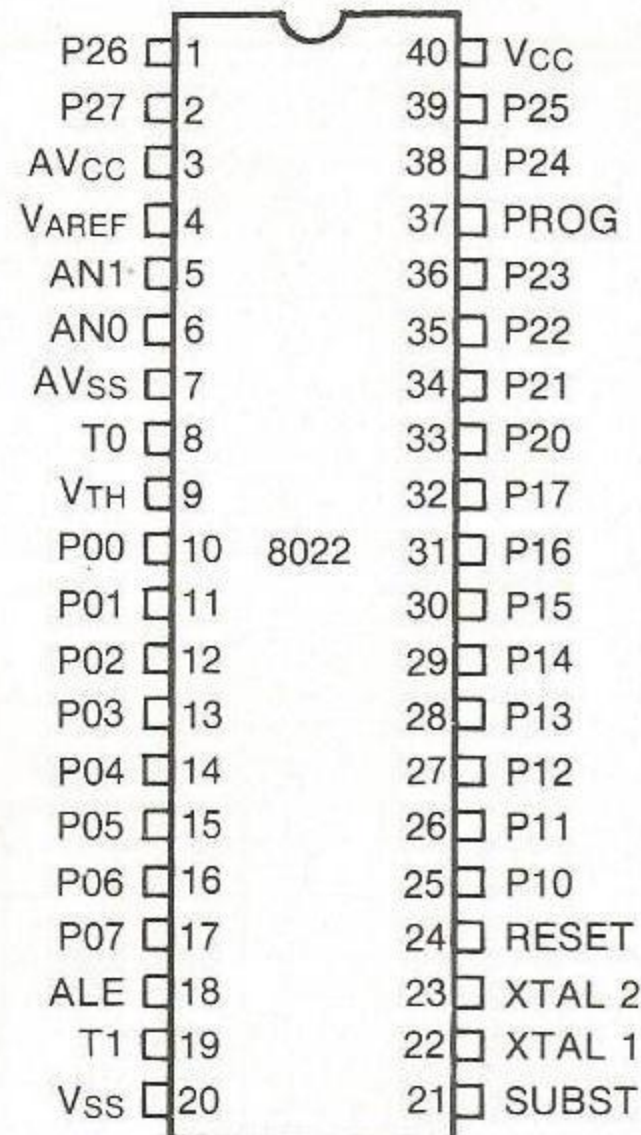 P26 1 40 VCC
P27 2 39 P25
AVCC 3 38 P24
VAREF 4 37 PROG
AN1 5 36 P23
AN0 6 35 P22
AVSS 7 34 P21
T0 8 33 P20
VTH 9 32 P17
P00 10 8022 31 P16
P01 11 30 P15
P02 12 29 P14
P03 13 28 P13
P04 14 27 P12
P05 15 26 P11
P06 16 25 P10
P07 17 24 RESET
ALE 18 23 XTAL 2
T1 19 22 XTAL 1
VSS 20 21 SUBST